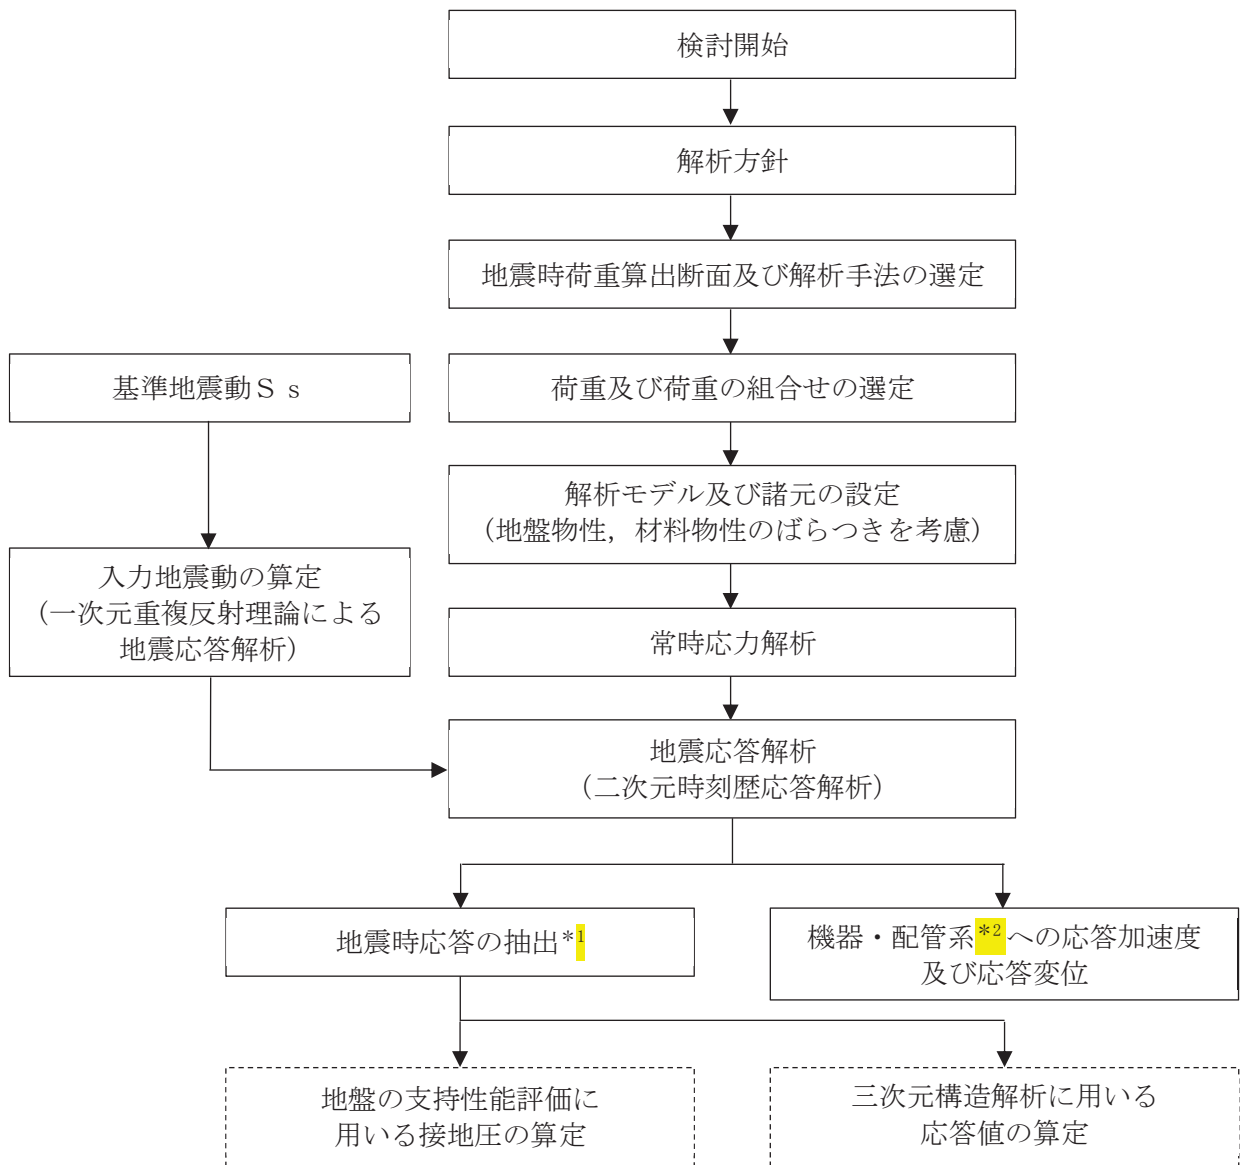 検討開始
解析方針
地震時荷重算出断面及び解析手法の選定
基準地震動Ｓｓ
荷重及び荷重の組合せの選定
解析モデル及び諸元の設定
（地盤物性，材料物性のばらつきを考慮）
入力地震動の算定
（一次元重複反射理論による
地震応答解析）
常時応力解析
地震応答解析
（二次元時刻歴応答解析）
地震時応答の抽出*1
機器・配管系*2への応答加速度
及び応答変位
地盤の支持性能評価に
用いる接地圧の算定
三次元構造解析に用いる
応答値の算定